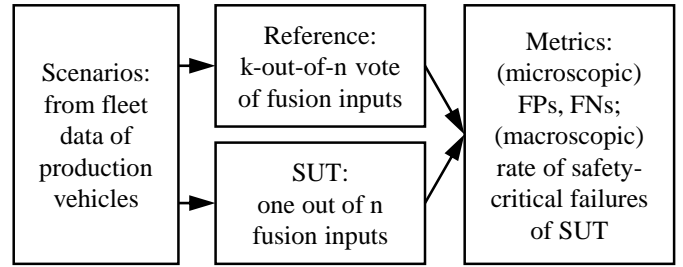 Scenarios:
from fleet
data of
production
vehicles
Reference:
k-out-of-n vote
of fusion inputs
SUT:
one out of n
fusion inputs
Metrics:
(microscopic)
FPs, FNs;
(macroscopic)
rate of safety-
critical failures
of SUT